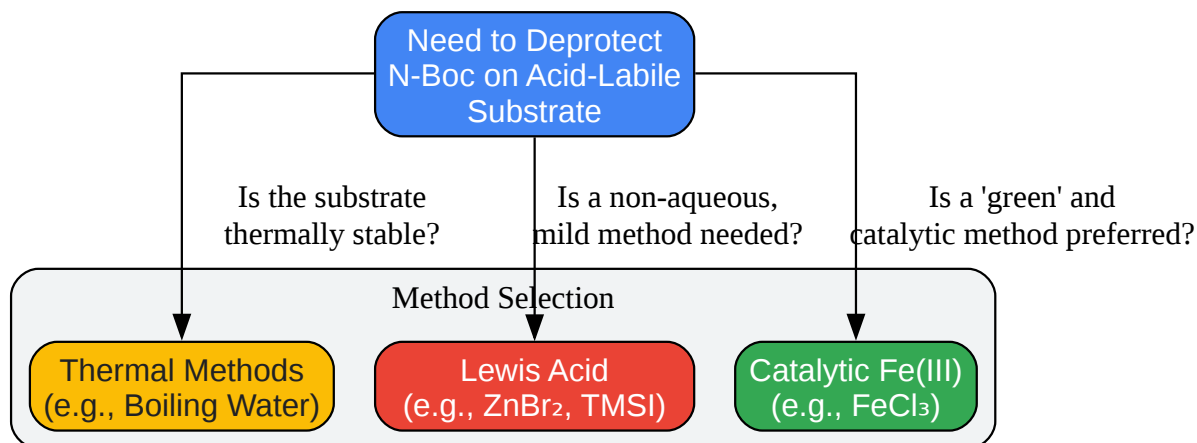 Need to Deprotect
N-Boc on Acid-Labile
Substrate
Is the substrate
thermally stable?
Is a non-aqueous,
mild method needed?
Is a 'green' and
catalytic method preferred?
Method Selection
Thermal Methods
(e.g., Boiling Water)
Lewis Acid
(e.g., ZnBr₂, TMSI)
Catalytic Fe(III)
(e.g., FeCl₃)